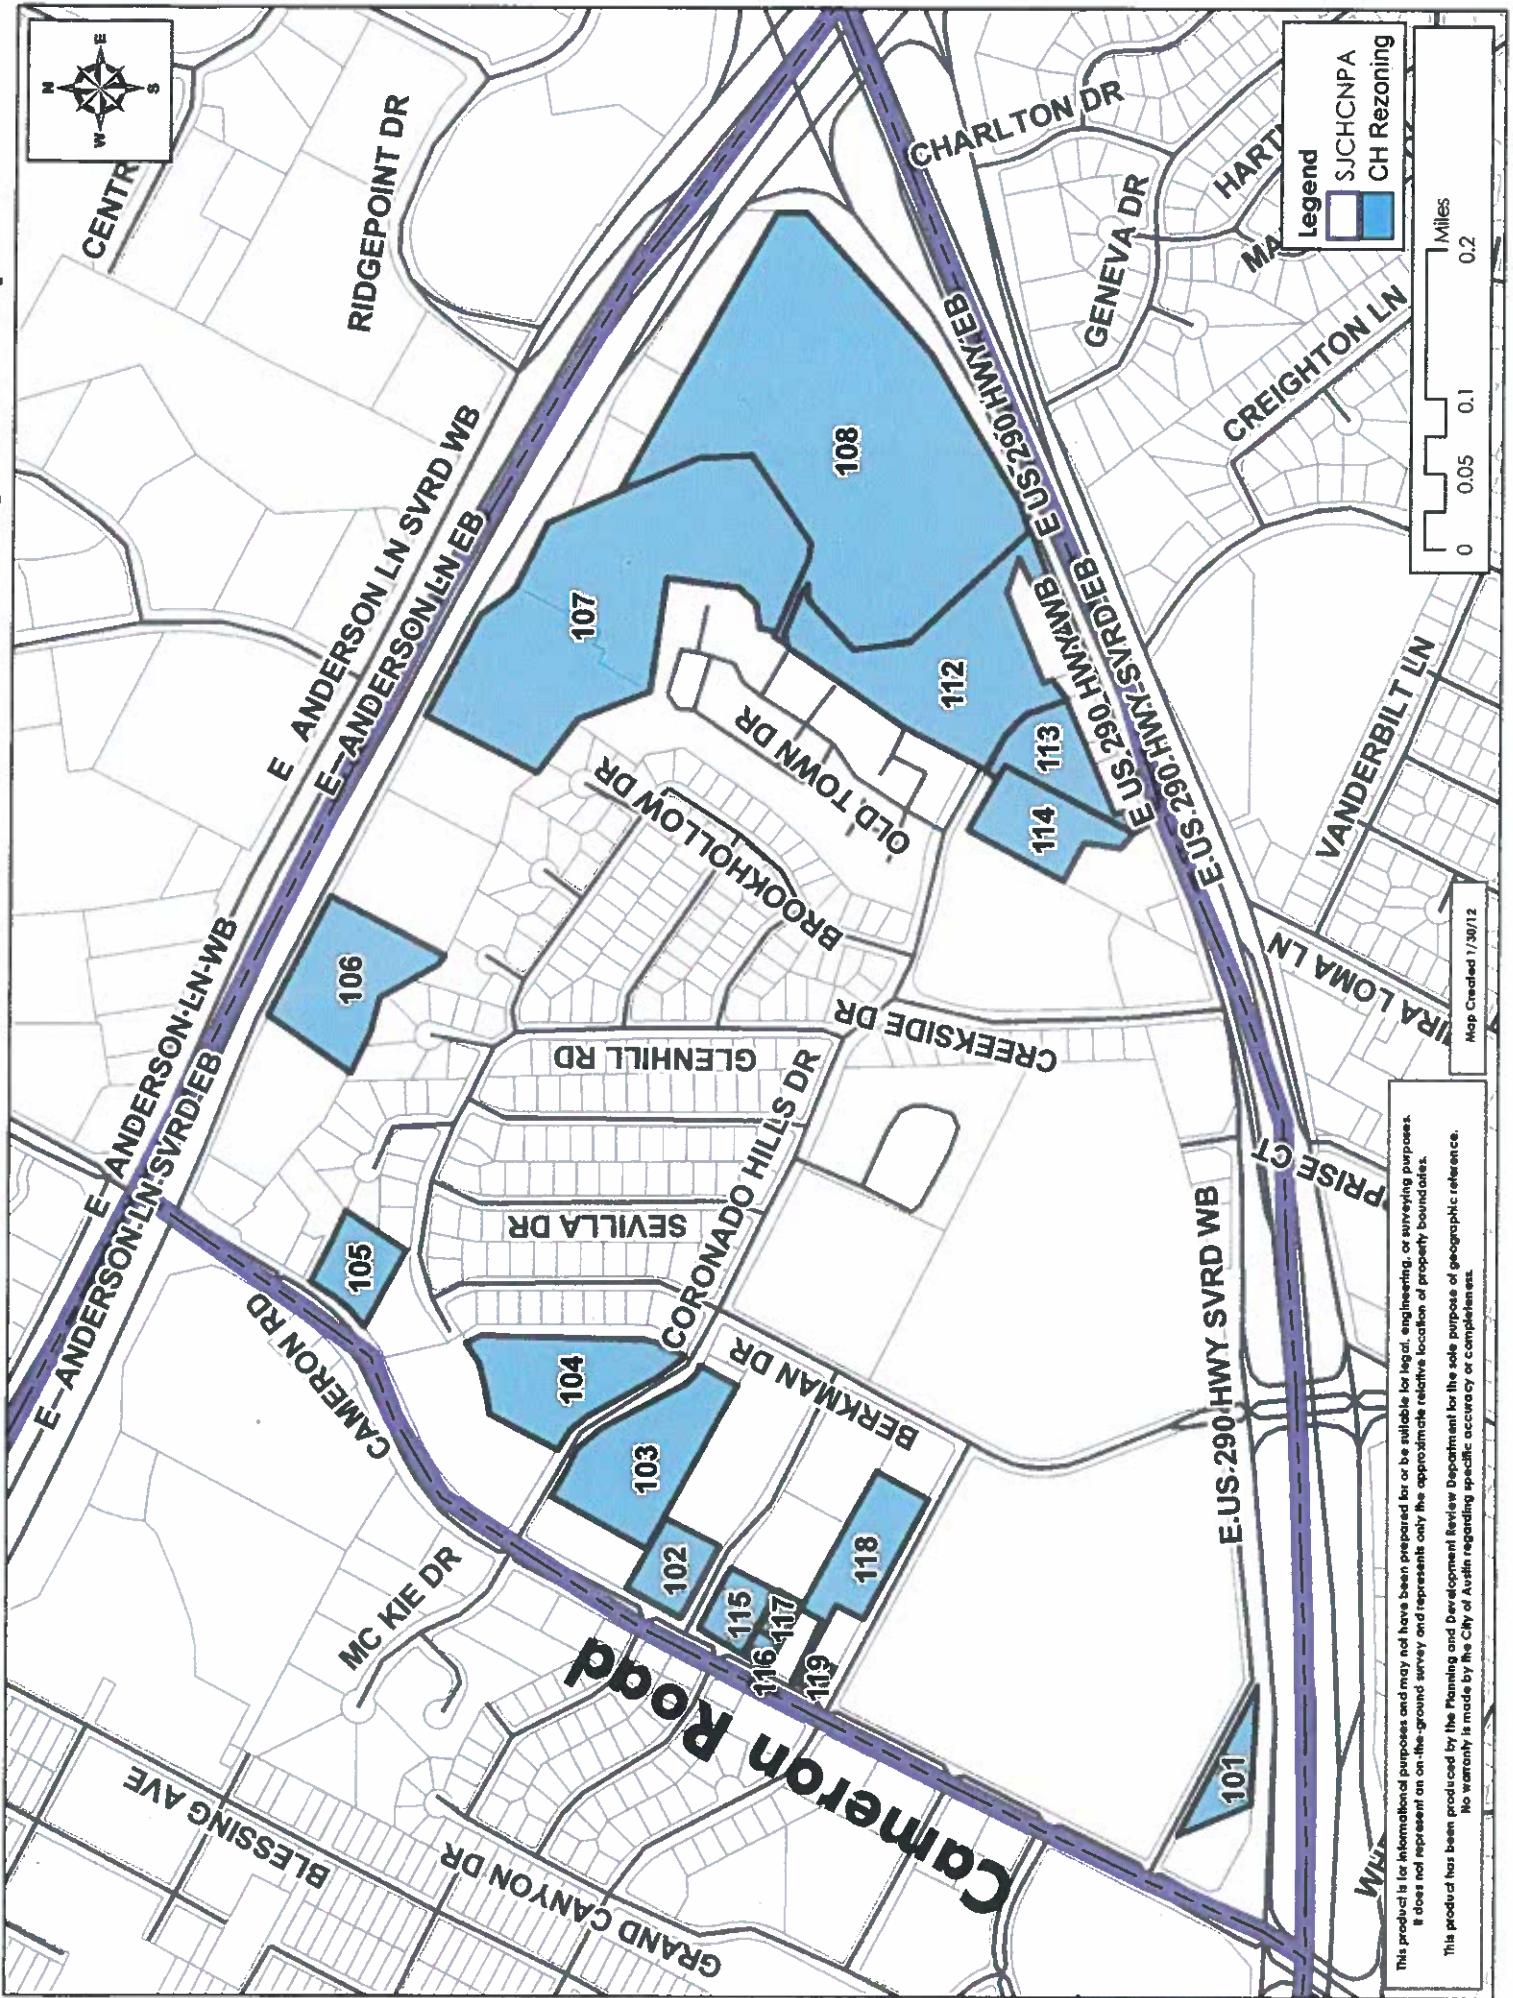 N
W
E
S
CENTR
RIDGEPOINT DR
E ANDERSON LN SVRD WB
E ANDERSON LN EB
E ANDERSON LN WB
E ANDERSON LN SVRD EB
CAMERON RD
MC KIE DR
BLESSING AVE
GRAND CANYON DR
Cameron Road
SEVILLA DR
GLENHILL RD
CORONADO HILLS DR
BROOKHOLLOW DR
OLD TOWN DR
CREEKSIDE DR
BERKMAN DR
E US 290 HWY SVRD WB
E US 290 HWY EB
E US 290 HWY EB
E US 290 HWY WB
E US 290 HWY SVRD EB
CHARLTON DR
GENEVA DR
HART
MA
CREIGHTON LN
VANDERBILT LN
IRA LOMA LN
PRISE CT
101
102
103
104
105
106
107
108
112
113
114
115
116
117
118
119
Legend
SJCHCNPA
CH Rezoning
0 0.05 0.1 0.2
Miles
Map Created 1/30/12
This product is for informational purposes and may not have been prepared for or be suitable for legal, engineering, or surveying purposes.
It does not represent an on-the-ground survey and represents only the approximate relative location of property boundaries.
This product has been produced by the Planning and Development Review Department for the sole purpose of geographic reference.
No warranty is made by the City of Austin regarding specific accuracy or completeness.